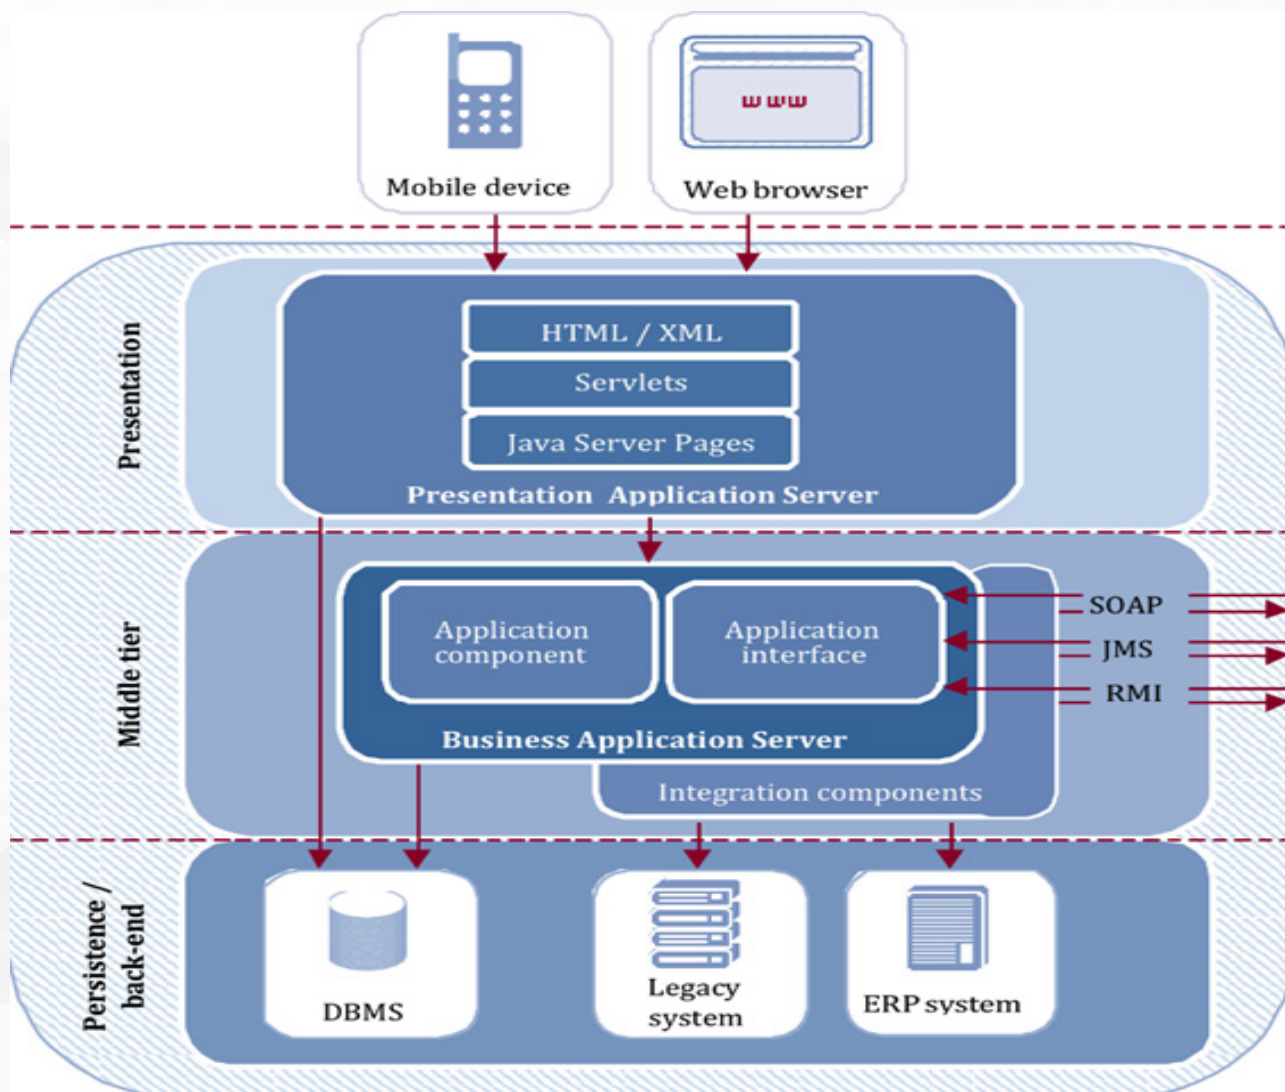 www
Mobile device
Web browser
Presentation
HTML / XML
Servlets
Java Server Pages
Presentation Application Server
Middle tier
Application
component
Application
interface
SOAP
JMS
RMI
Business Application Server
Integration components
Persistence /
back-end
DBMS
Legacy
system
ERP system